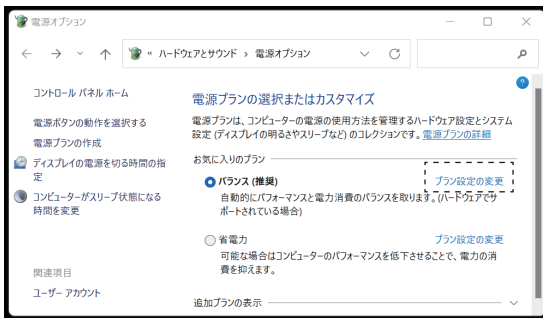 電源オプション
« ハードウェアとサウンド › 電源オプション
コントロール パネル ホーム
電源ボタンの動作を選択する
電源プランの作成
ディスプレイの電源を切る時間の指
定
コンピューターがスリープ状態になる
時間を変更
関連項目
ユーザー アカウント
電源プランの選択またはカスタマイズ
電源プランは、コンピューターの電源の使用方法を管理するハードウェア設定とシステム
設定 (ディスプレイの明るさやスリープなど) のコレクションです。電源プランの詳細
お気に入りのプラン
バランス (推奨) プラン設定の変更
自動的にパフォーマンスと電力消費のバランスを取ります。(ハードウェアでサ
ポートされている場合)
省電力 プラン設定の変更
可能な場合はコンピューターのパフォーマンスを低下させることで、電力の消
費を抑えます。
追加プランの表示